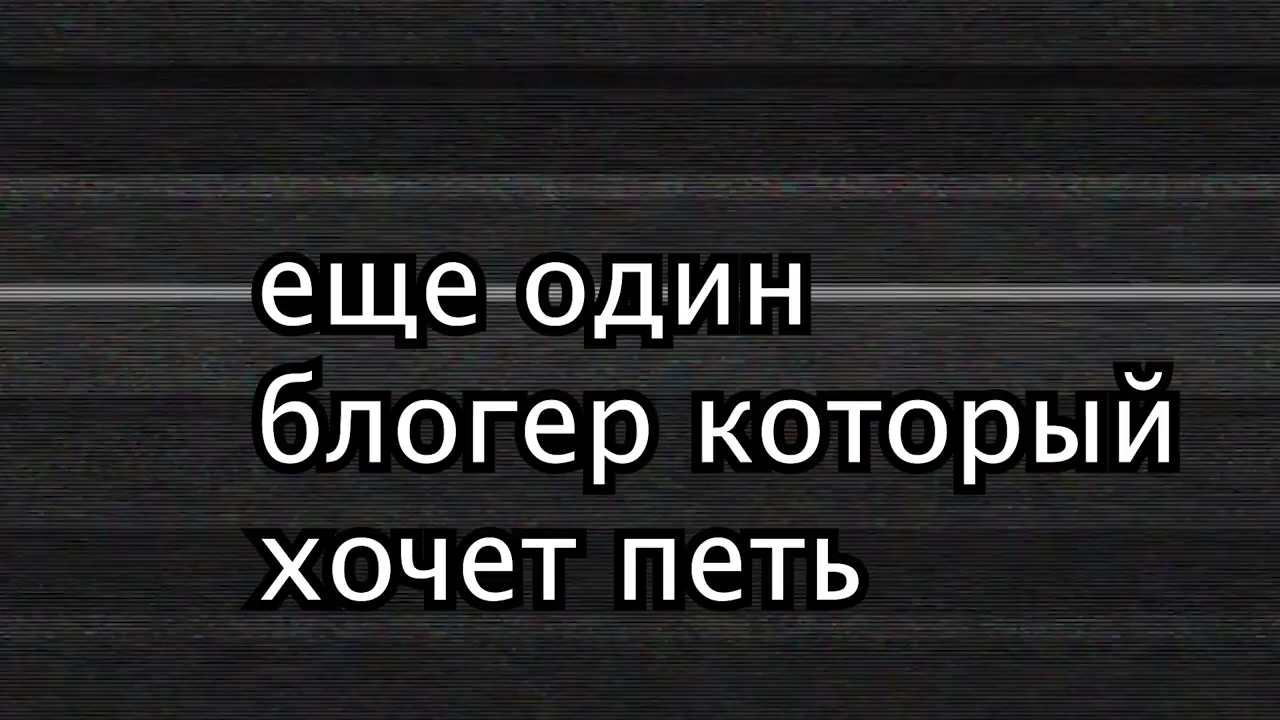 еще один
блогер который
хочет петь